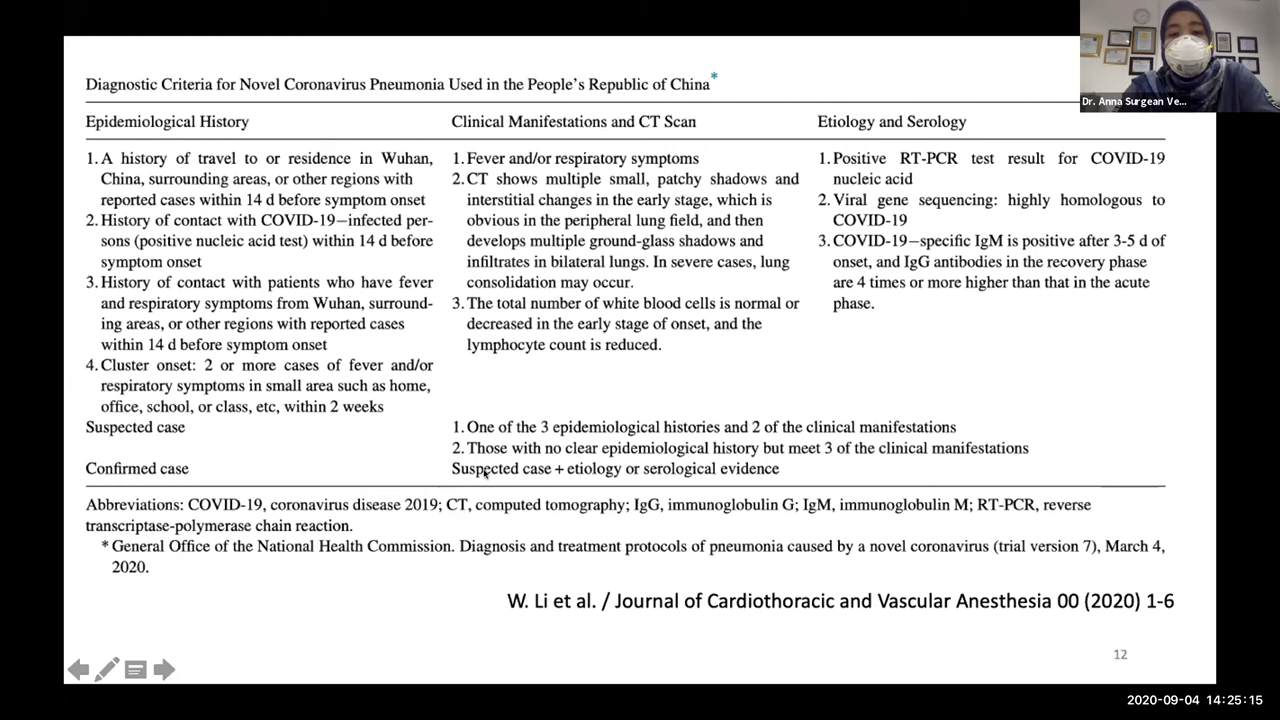 Diagnostic Criteria for Novel Coronavirus Pneumonia Used in the People's Republic of China*
Epidemiological History
1. A history of travel to or residence in Wuhan,
China, surrounding areas, or other regions with
reported cases within 14 d before symptom onset
2. History of contact with COVID-19−infected per-
sons (positive nucleic acid test) within 14 d before
symptom onset
3. History of contact with patients who have fever
and respiratory symptoms from Wuhan, surround-
ing areas, or other regions with reported cases
within 14 d before symptom onset
4. Cluster onset: 2 or more cases of fever and/or
respiratory symptoms in small area such as home,
office, school, or class, etc, within 2 weeks
Clinical Manifestations and CT Scan
1. Fever and/or respiratory symptoms
2. CT shows multiple small, patchy shadows and
interstitial changes in the early stage, which is
obvious in the peripheral lung field, and then
develops multiple ground-glass shadows and
infiltrates in bilateral lungs. In severe cases, lung
consolidation may occur.
3. The total number of white blood cells is normal or
decreased in the early stage of onset, and the
lymphocyte count is reduced.
Etiology and Serology
1. Positive RT-PCR test result for COVID-19
nucleic acid
2. Viral gene sequencing: highly homologous to
COVID-19
3. COVID-19−specific IgM is positive after 3-5 d of
onset, and IgG antibodies in the recovery phase
are 4 times or more higher than that in the acute
phase.
Suspected case
1. One of the 3 epidemiological histories and 2 of the clinical manifestations
2. Those with no clear epidemiological history but meet 3 of the clinical manifestations
Confirmed case
Suspected case + etiology or serological evidence
Abbreviations: COVID-19, coronavirus disease 2019; CT, computed tomography; IgG, immunoglobulin G; IgM, immunoglobulin M; RT-PCR, reverse
transcriptase-polymerase chain reaction.
* General Office of the National Health Commission. Diagnosis and treatment protocols of pneumonia caused by a novel coronavirus (trial version 7), March 4,
2020.
W. Li et al. / Journal of Cardiothoracic and Vascular Anesthesia 00 (2020) 1-6
12
Dr. Anna Surgean Ve...
2020-09-04 14:25:15